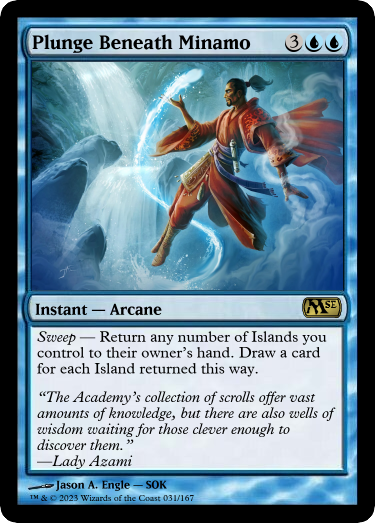 Plunge Beneath Minamo 3
Instant — Arcane M SE
Sweep — Return any number of Islands you
control to their owner's hand. Draw a card
for each Island returned this way.
“The Academy's collection of scrolls offer vast
amounts of knowledge, but there are also wells of
wisdom waiting for those clever enough to
discover them.”
—Lady Azami
Jason A. Engle — SOK
™ & © 2023 Wizards of the Coast 031/167